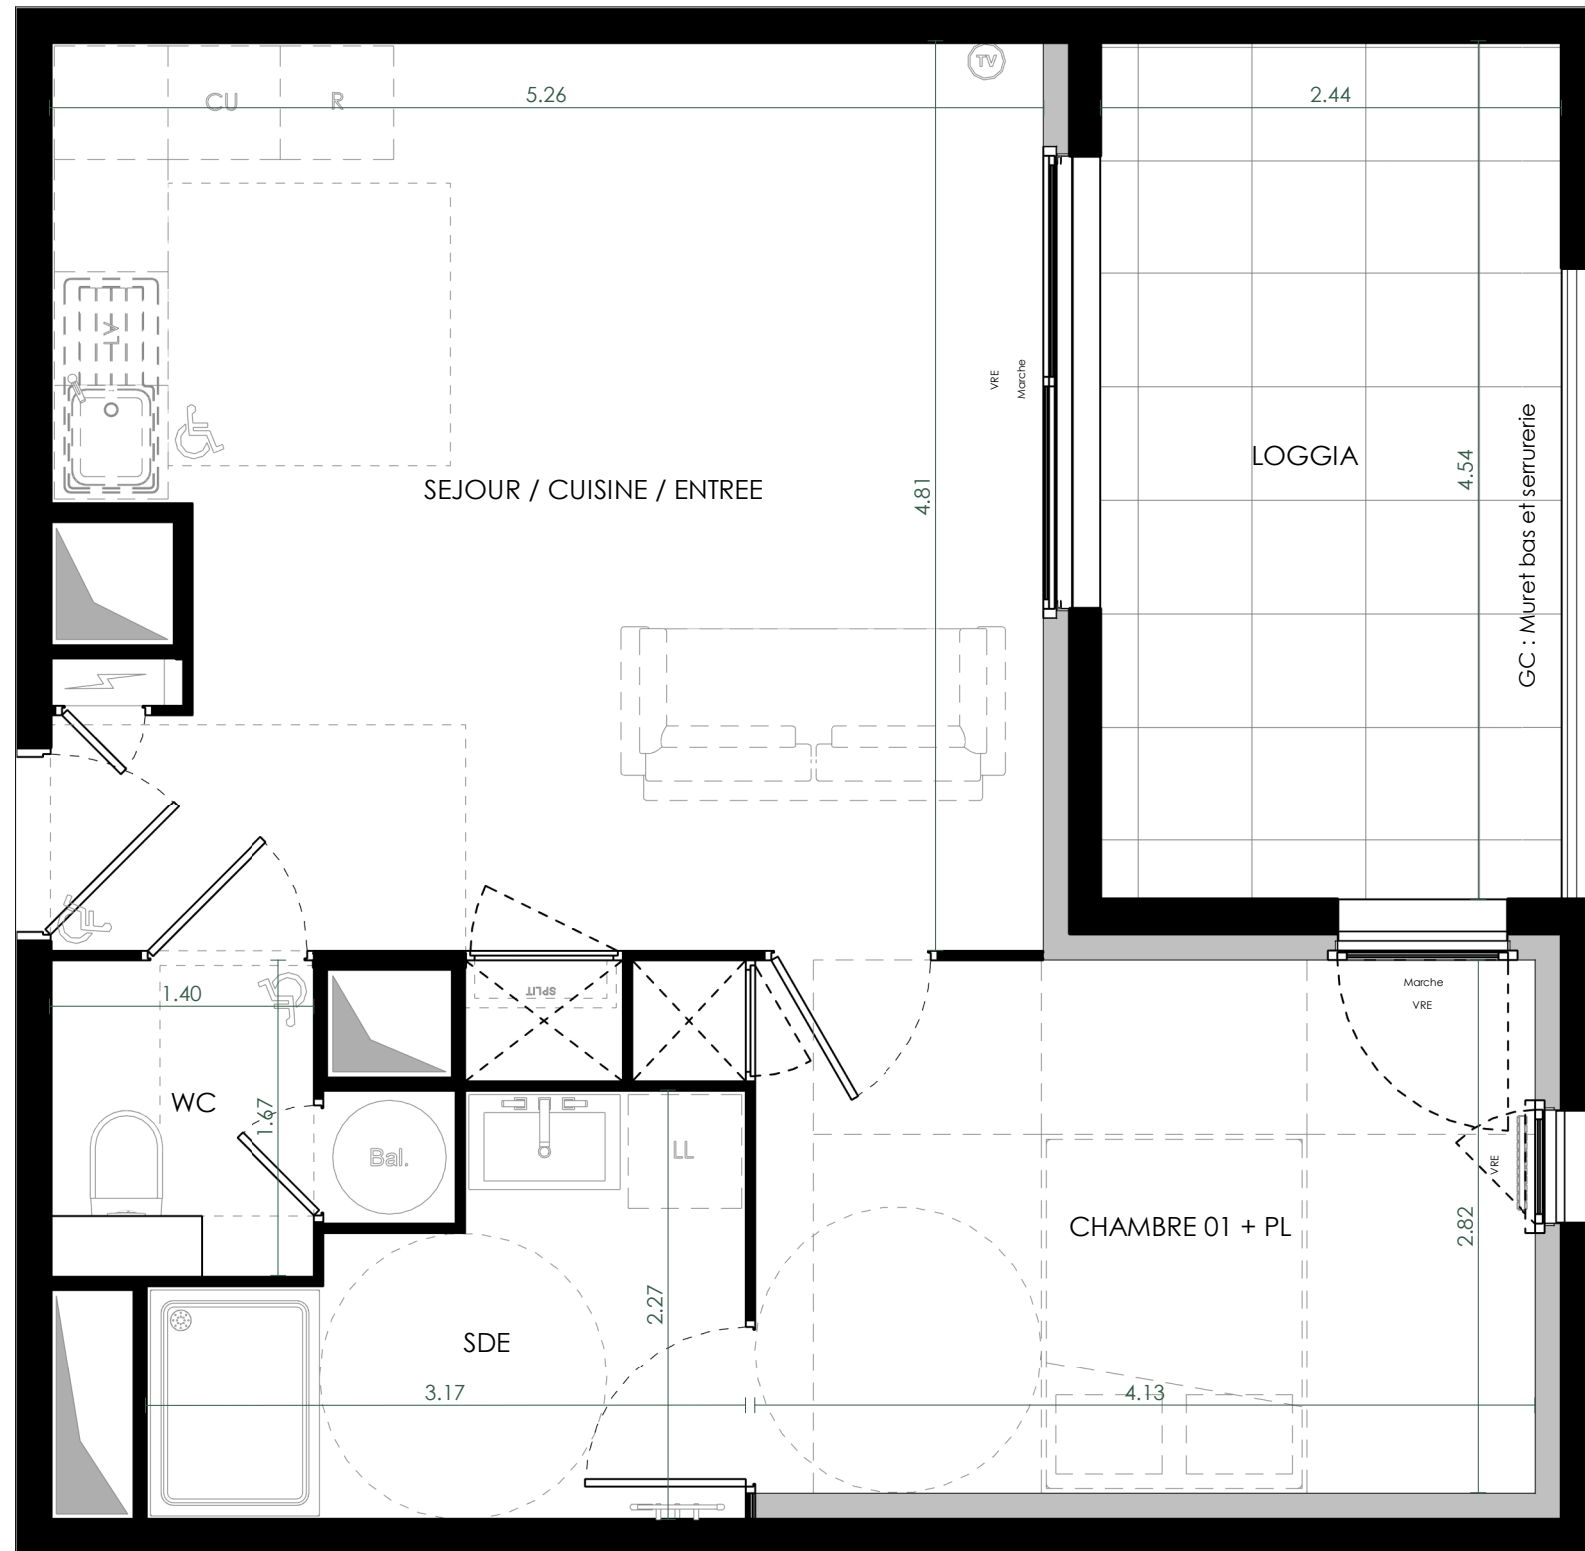 TV
CU
R
5.26
2.44
LV
VRE
Marche
LOGGIA
4.54
GC : Muret bas et serrurerie
SEJOUR / CUISINE / ENTREE
4.81
1.40
SPLIT
Marche
VRE
WC
1.67
Bal.
LL
VRE
CHAMBRE 01 + PL
2.82
2.27
SDE
3.17
4.13